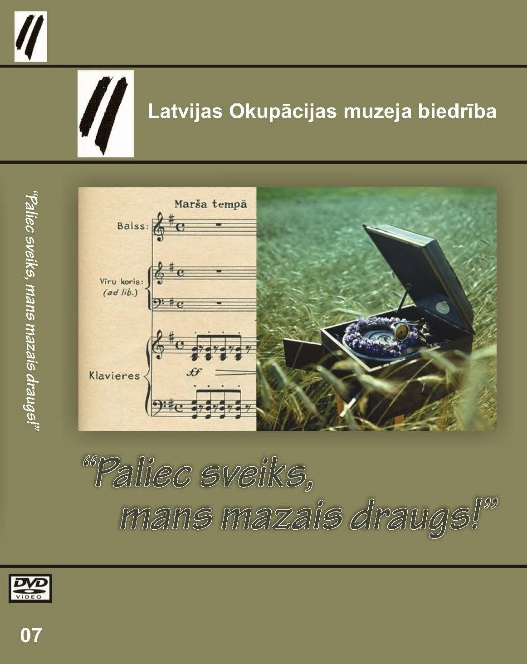 Latvijas Okupācijas muzeja biedrība
"Paliec sveiks, mans mazais draugs!"
Marša tempā
Balss:
Vīru koris:
(ad lib.)
Klavieres
ff
"Paliec sveiks,
mans mazais draugs!"
DVD
VIDEO
07